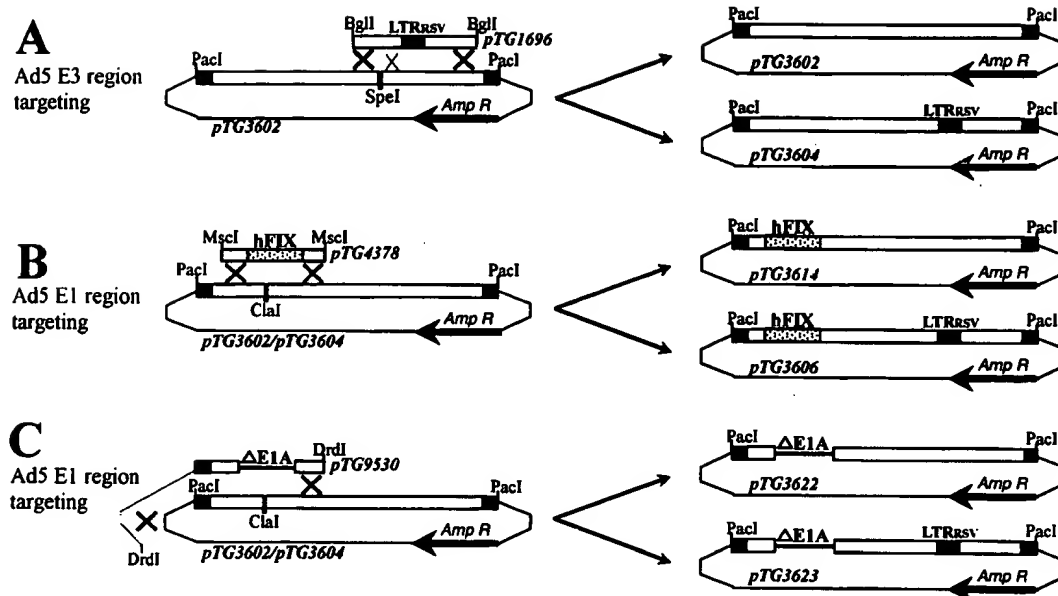 A
Ad5 E3 region
targeting
BglI LTRRSV BglI
pTG1696
PacI PacI
SpeI
Amp R
pTG3602
PacI PacI
pTG3602
Amp R
PacI LTRRSV PacI
pTG3604
Amp R
B
Ad5 E1 region
targeting
MscI hFIX MscI
pTG4378
PacI PacI
ClaI
Amp R
pTG3602/pTG3604
PacI hFIX PacI
pTG3614
Amp R
PacI hFIX LTRRSV PacI
pTG3606
Amp R
C
Ad5 E1 region
targeting
△E1A DrdI
pTG9530
PacI PacI
ClaI
Amp R
DrdI
pTG3602/pTG3604
PacI △E1A PacI
pTG3622
Amp R
PacI △E1A LTRRSV PacI
pTG3623
Amp R